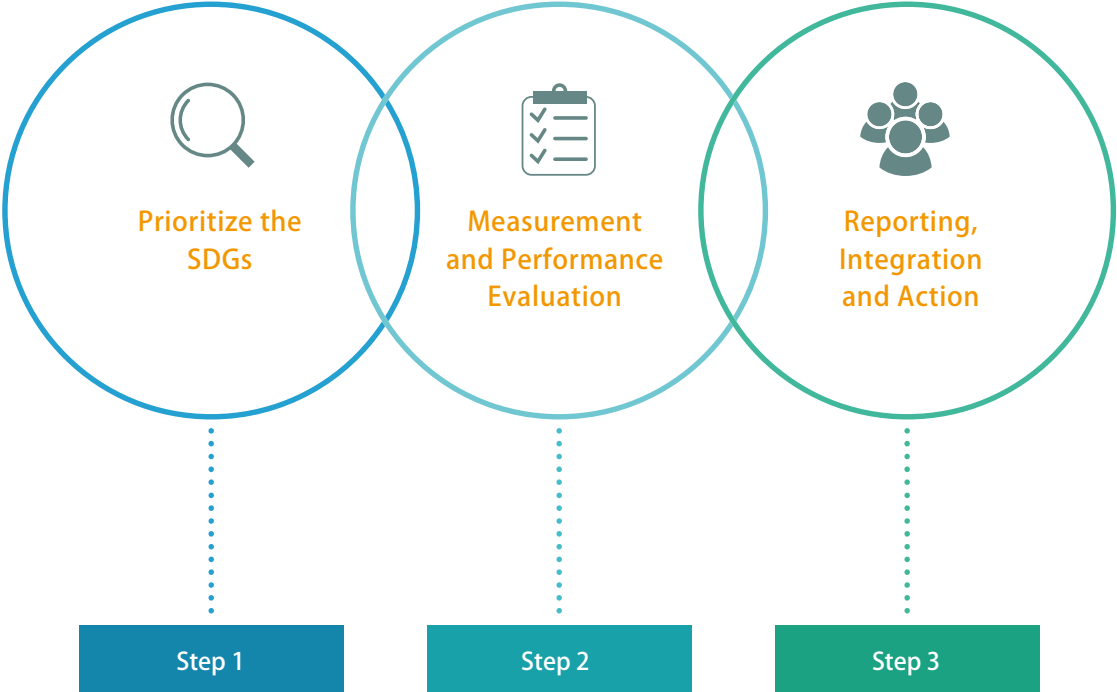 Prioritize the
SDGs
Measurement
and Performance
Evaluation
Reporting,
Integration
and Action
Step 1
Step 2
Step 3